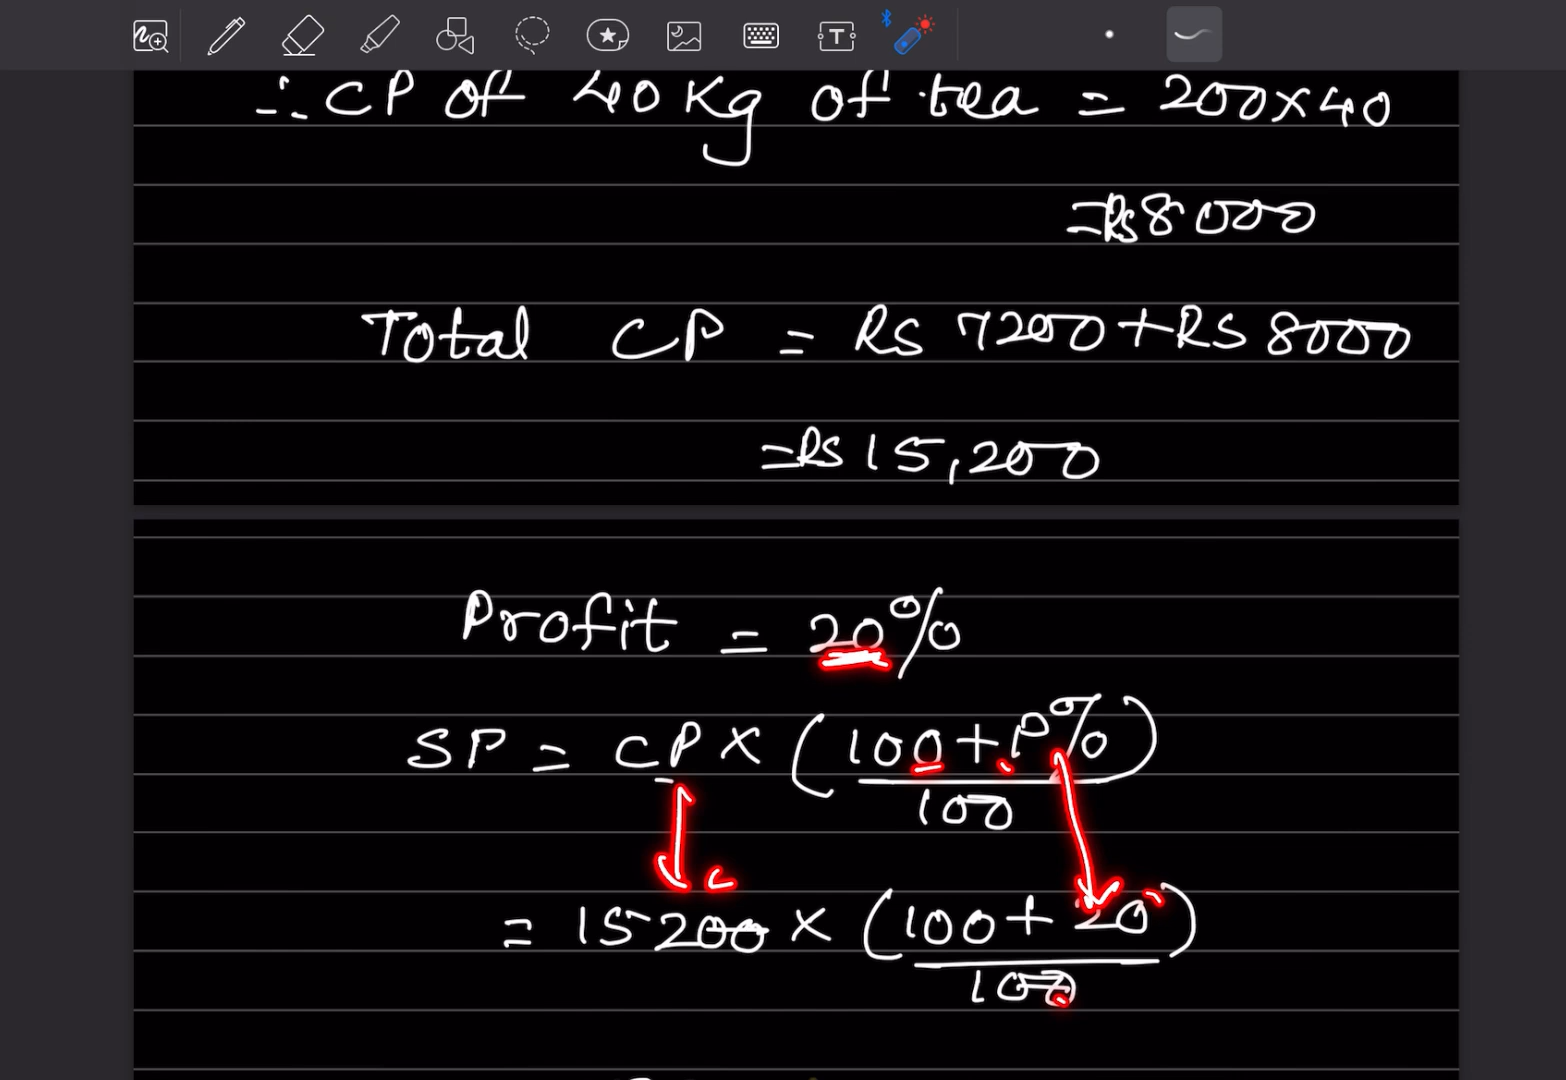 ∴ CP of 40 Kg of tea = 200×40
=Rs 8000
Total CP = RS 7200+RS 8000
=RS 15,200
Profit = 20%
SP = CP × (100+P%)
100
= 15200 × (100+20)
100